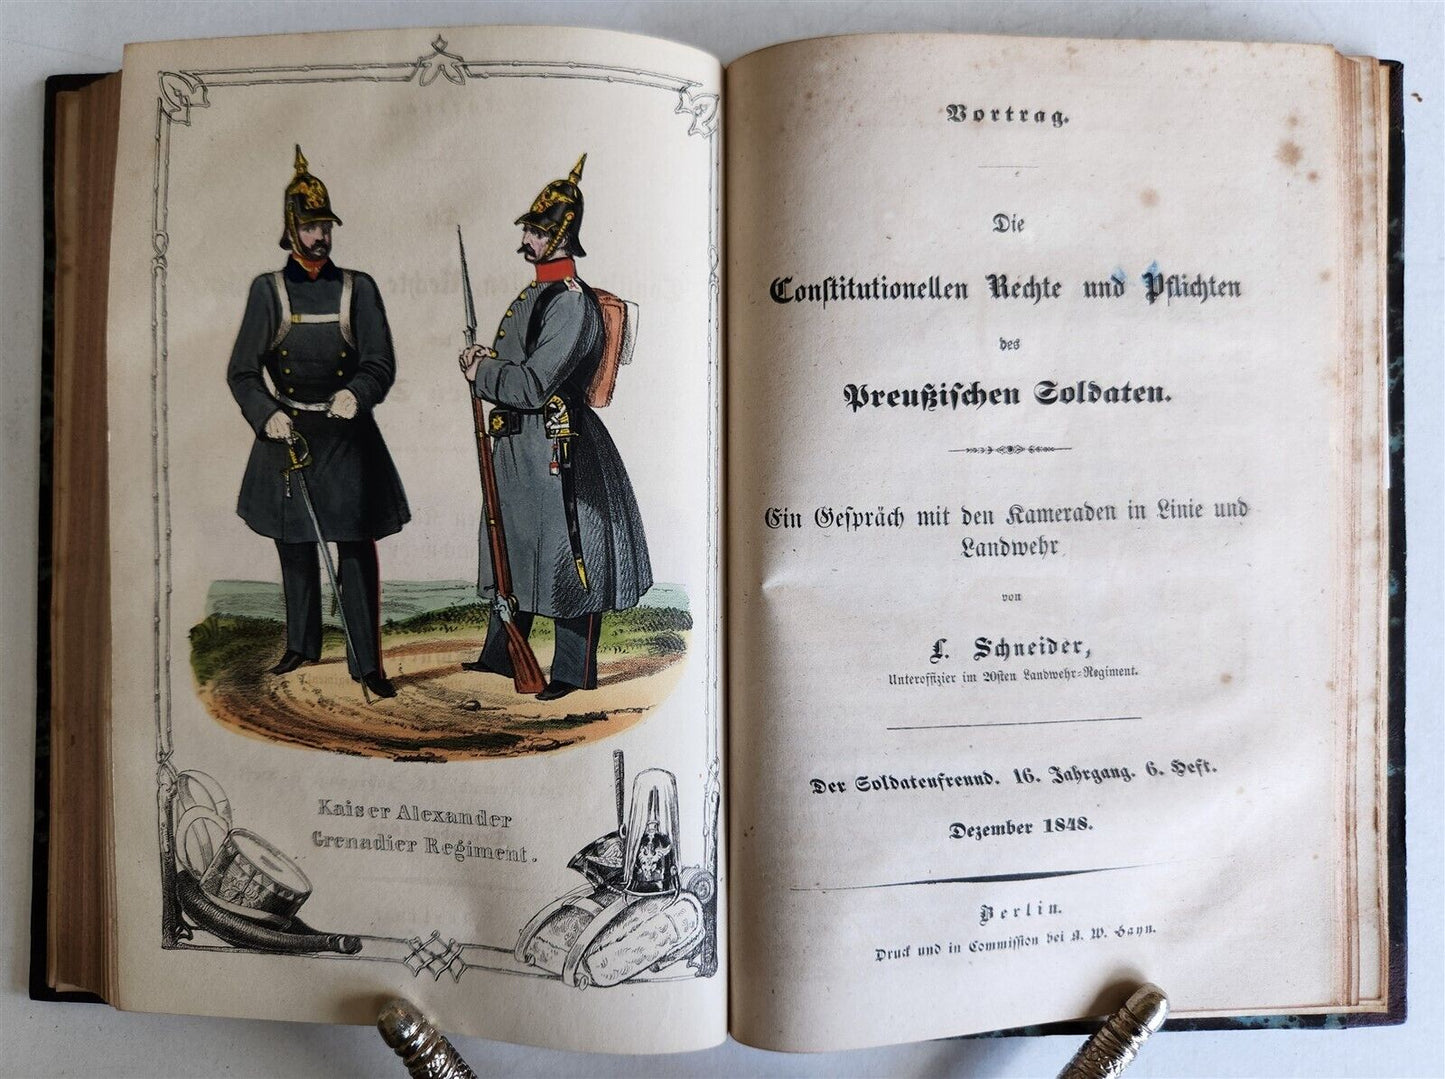 Kaiser Alexander
Grenadier Regiment.
Vortrag.
Die
Constitutionellen Rechte und Pflichten
des
Preußischen Soldaten.
Ein Gespräch mit den Kameraden in Linie und
Landwehr
von
L. Schneider,
Unteroffizier im 20sten Landwehr-Regiment.
Der Soldatenfreund. 16. Jahrgang. 6. Heft.
Dezember 1848.
Berlin.
Druck und in Commission bei A. W. Hayn.